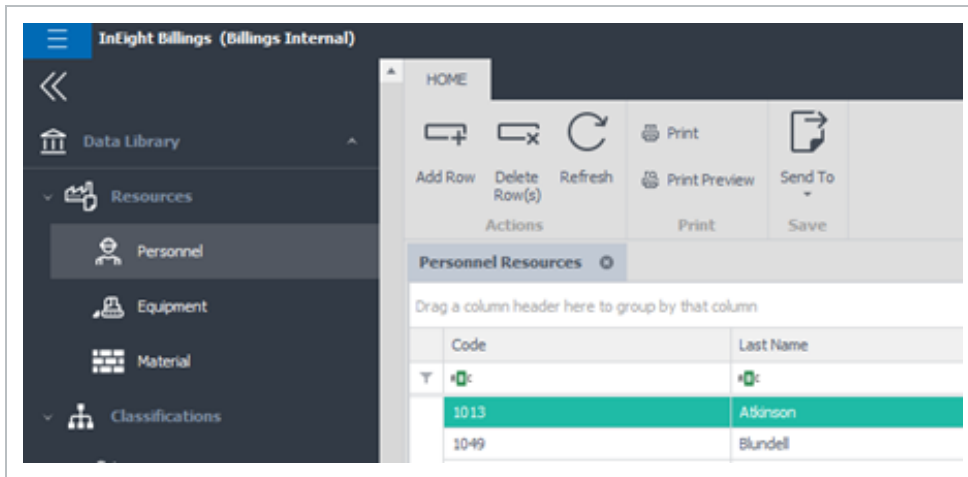 InEight Billings (Billings Internal)
HOME
Data Library
Resources
Personnel
Equipment
Material
Classifications
Add Row
Delete Row(s)
Refresh
Actions
Print
Print Preview
Print
Send To
Save
Personnel Resources
Drag a column header here to group by that column
Code Last Name
1013 Atkinson
1049 Blundell